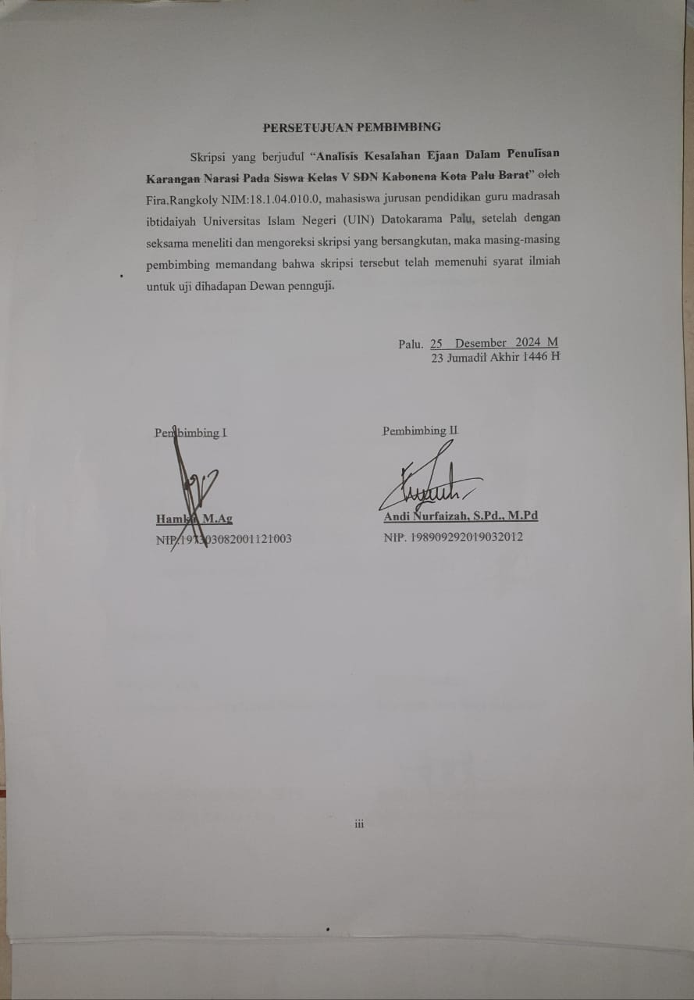 PERSETUJUAN PEMBIMBING
Skripsi yang berjudul “Analisis Kesalahan Ejaan Dalam Penulisan
Karangan Narasi Pada Siswa Kelas V SDN Kabonena Kota Palu Barat” oleh
Fira.Rangkoly NIM:18.1.04.010.0, mahasiswa jurusan pendidikan guru madrasah
ibtidaiyah Universitas Islam Negeri (UIN) Datokarama Palu, setelah dengan
seksama meneliti dan mengoreksi skripsi yang bersangkutan, maka masing-masing
pembimbing memandang bahwa skripsi tersebut telah memenuhi syarat ilmiah
untuk uji dihadapan Dewan pennguji.
Palu. 25 Desember 2024 M
23 Jumadil Akhir 1446 H
Pembimbing I
Pembimbing II
Hamka, M.Ag
Andi Nurfaizah, S.Pd., M.Pd
NIP.197303082001121003
NIP. 198909292019032012
iii